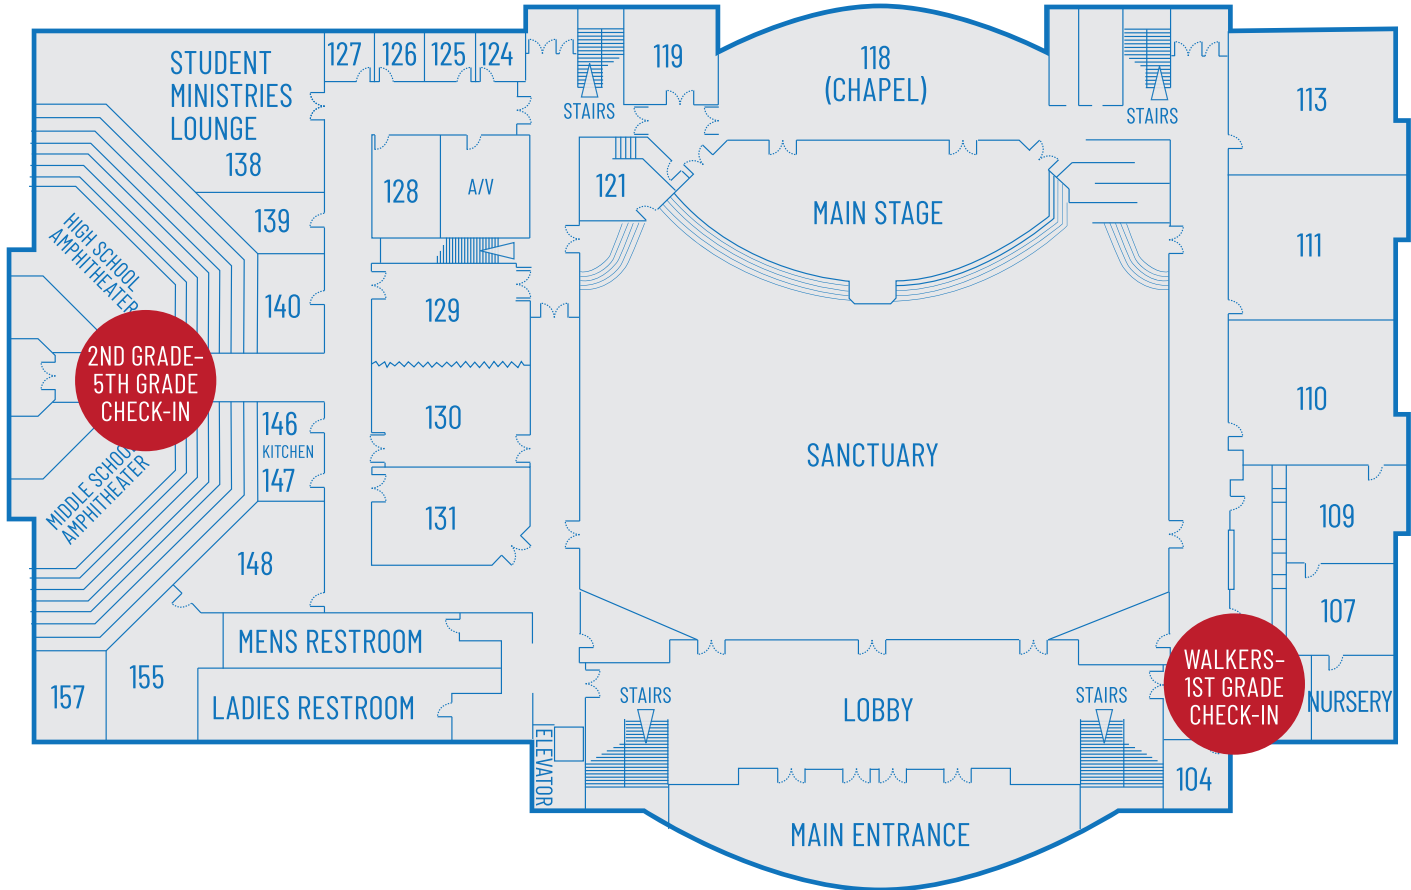 127
126
125
124
119
118
(CHAPEL)
STUDENT
MINISTRIES
LOUNGE
138
STAIRS
STAIRS
113
128
A/V
121
139
MAIN STAGE
HIGH SCHOOL
AMPHITHEATER
111
140
129
2ND GRADE–
5TH GRADE
CHECK-IN
110
146
KITCHEN
147
130
SANCTUARY
MIDDLE SCHOOL
AMPHITHEATER
131
109
148
107
MENS RESTROOM
WALKERS–
1ST GRADE
CHECK-IN
155
157
LADIES RESTROOM
STAIRS
LOBBY
STAIRS
NURSERY
ELEVATOR
104
MAIN ENTRANCE